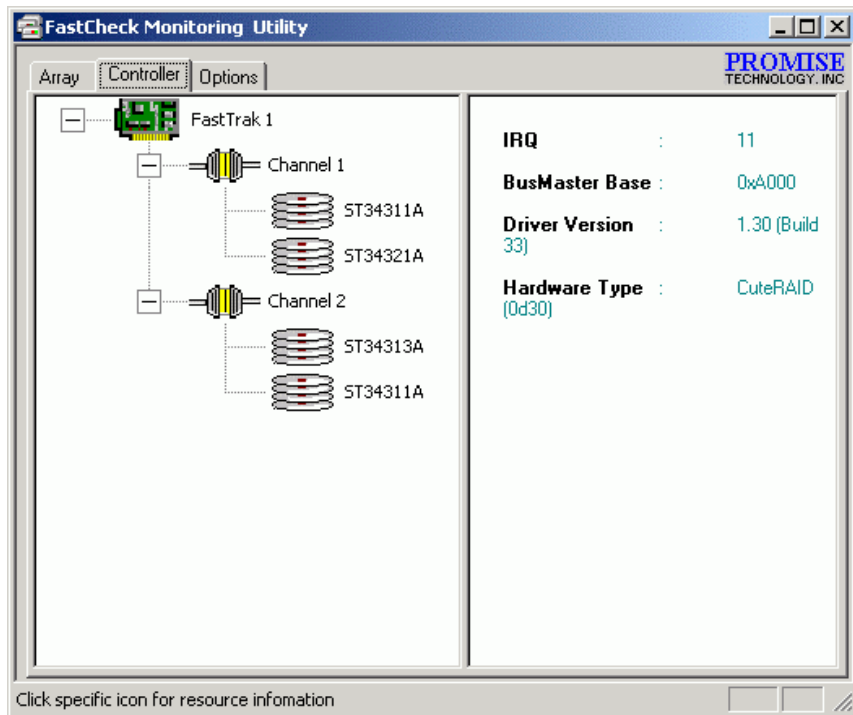 FastCheck Monitoring Utility
PROMISE
TECHNOLOGY, INC
Array Controller Options
FastTrak 1
Channel 1
ST34311A
ST34321A
Channel 2
ST34313A
ST34311A
IRQ : 11
BusMaster Base : 0xA000
Driver Version : 1.30 (Build
33)
Hardware Type : CuteRAID
(0d30)
Click specific icon for resource infomation